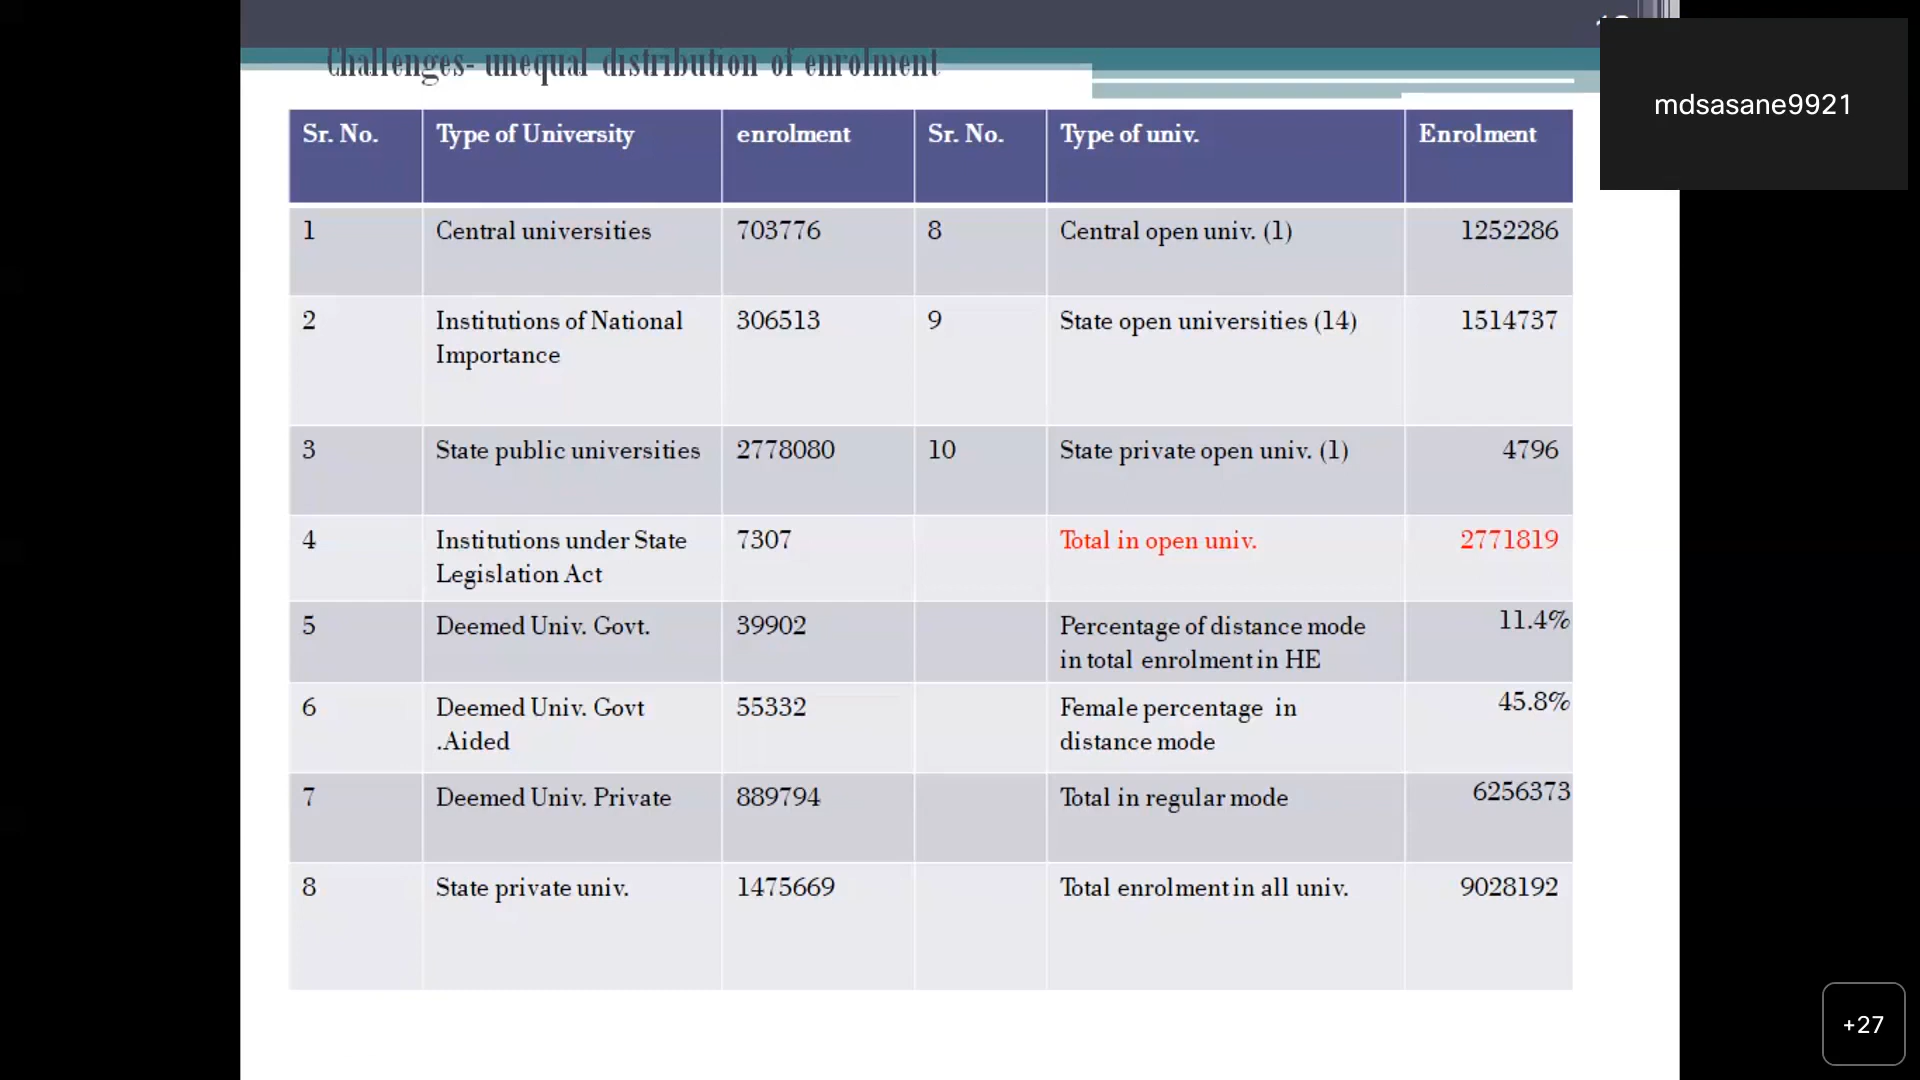 Challenges- unequal distribution of enrolment
mdsasane9921
Sr. No. Type of University enrolment Sr. No. Type of univ. Enrolment
1 Central universities 703776 8 Central open univ. (1) 1252286
2 Institutions of National 306513 9 State open universities (14) 1514737
Importance
3 State public universities 2778080 10 State private open univ. (1) 4796
4 Institutions under State 7307 Total in open univ. 2771819
Legislation Act
5 Deemed Univ. Govt. 39902 Percentage of distance mode 11.4%
in total enrolment in HE
6 Deemed Univ. Govt 55332 Female percentage in 45.8%
.Aided distance mode
7 Deemed Univ. Private 889794 Total in regular mode 6256373
8 State private univ. 1475669 Total enrolment in all univ. 9028192
+27